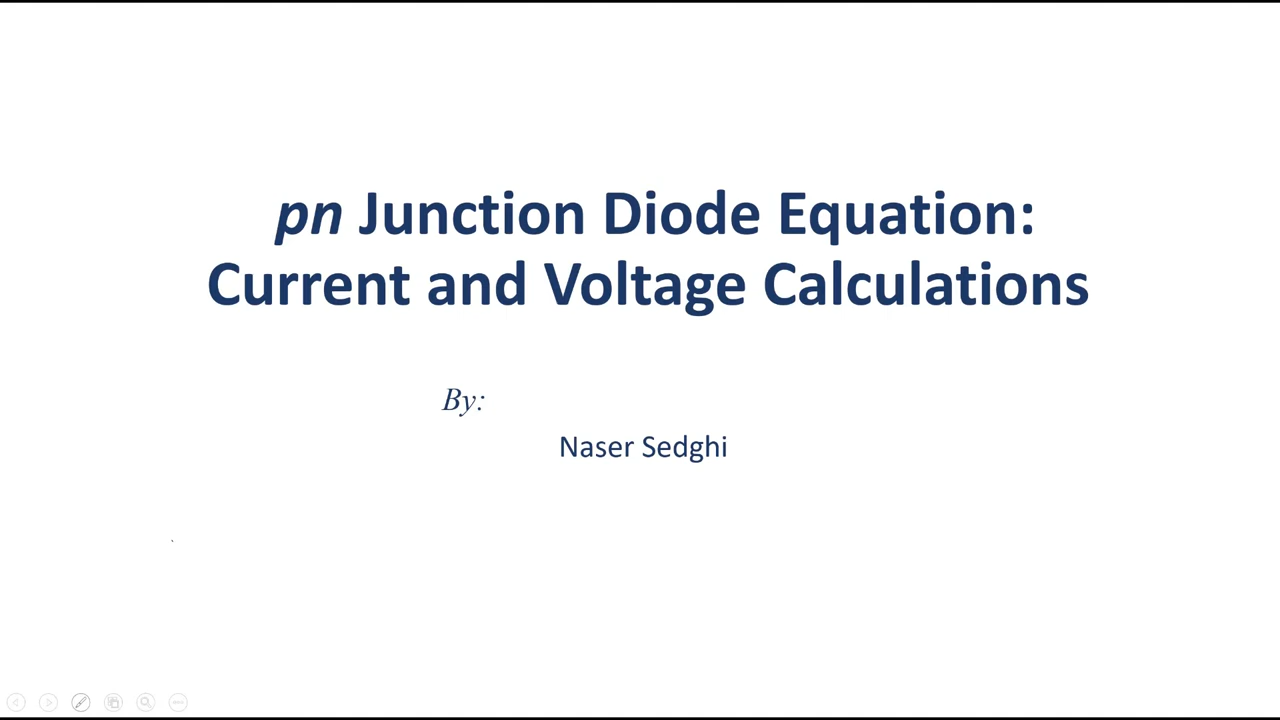 pn Junction Diode Equation:
Current and Voltage Calculations
By:
Naser Sedghi